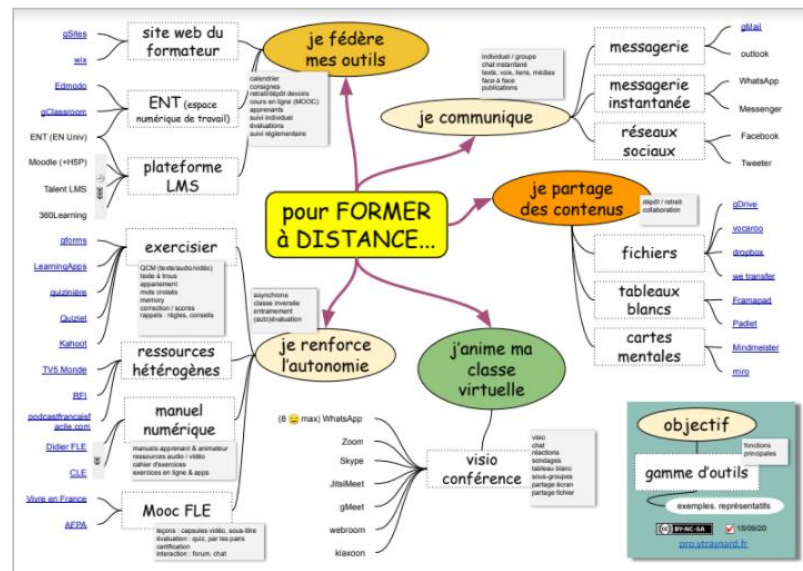 pour FORMER
à DISTANCE...
je fédère
mes outils
calendrier
consignes
retrait/dépôt devoirs
cours en ligne (MOOC)
apprenants
suivi individuel
évaluations
suivi réglementaire
site web du
formateur
gSites
wix
ENT (espace
numérique de travail)
Edmodo
gClassroom
ENT (EN Univ)
plateforme
LMS
Moodle (+H5P)
Talent LMS
360Learning
€€€
je communique
individuel / groupe
chat instantané
texte, voix, liens, médias
face à face
publications
messagerie
gMail
outlook
messagerie
instantanée
WhatsApp
Messenger
réseaux
sociaux
Facebook
Tweeter
je partage
des contenus
dépôt / retrait
collaboration
fichiers
gDrive
vocaroo
dropbox
we transfer
tableaux
blancs
Framapad
Padlet
cartes
mentales
Mindmeister
miro
j'anime ma
classe
virtuelle
visio
conférence
visio
chat
réactions
sondages
tableau blanc
sous-groupes
partage écran
partage fichier
(8 😐 max) WhatsApp
Zoom
Skype
JitsiMeet
gMeet
webroom
klaxoon
je renforce
l'autonomie
asynchrone
classe inversée
entrainement
(auto)évaluation
exercisier
QCM (texte/audio/vidéo)
texte à trous
appariement
mots croisés
memory
correction / scores
rappels : règles, conseils
gforms
LearningApps
quizinière
Quizlet
Kahoot
ressources
hétérogènes
TV5 Monde
RFI
podcastfrancaisf
acile.com
manuel
numérique
manuels apprenant & animateur
ressources audio / vidéo
cahier d'exercices
exercices en ligne & apps
Didier FLE
CLE
€€
Mooc FLE
leçons : capsules vidéo, sous-titre
évaluation : quiz, par les pairs
certification
interaction : forum, chat
Vivre en France
AFPA
objectif
fonctions
principales
gamme d'outils
exemples. représentatifs
cc BY-NC-SA
15/09/20
pro.vtraynard.fr